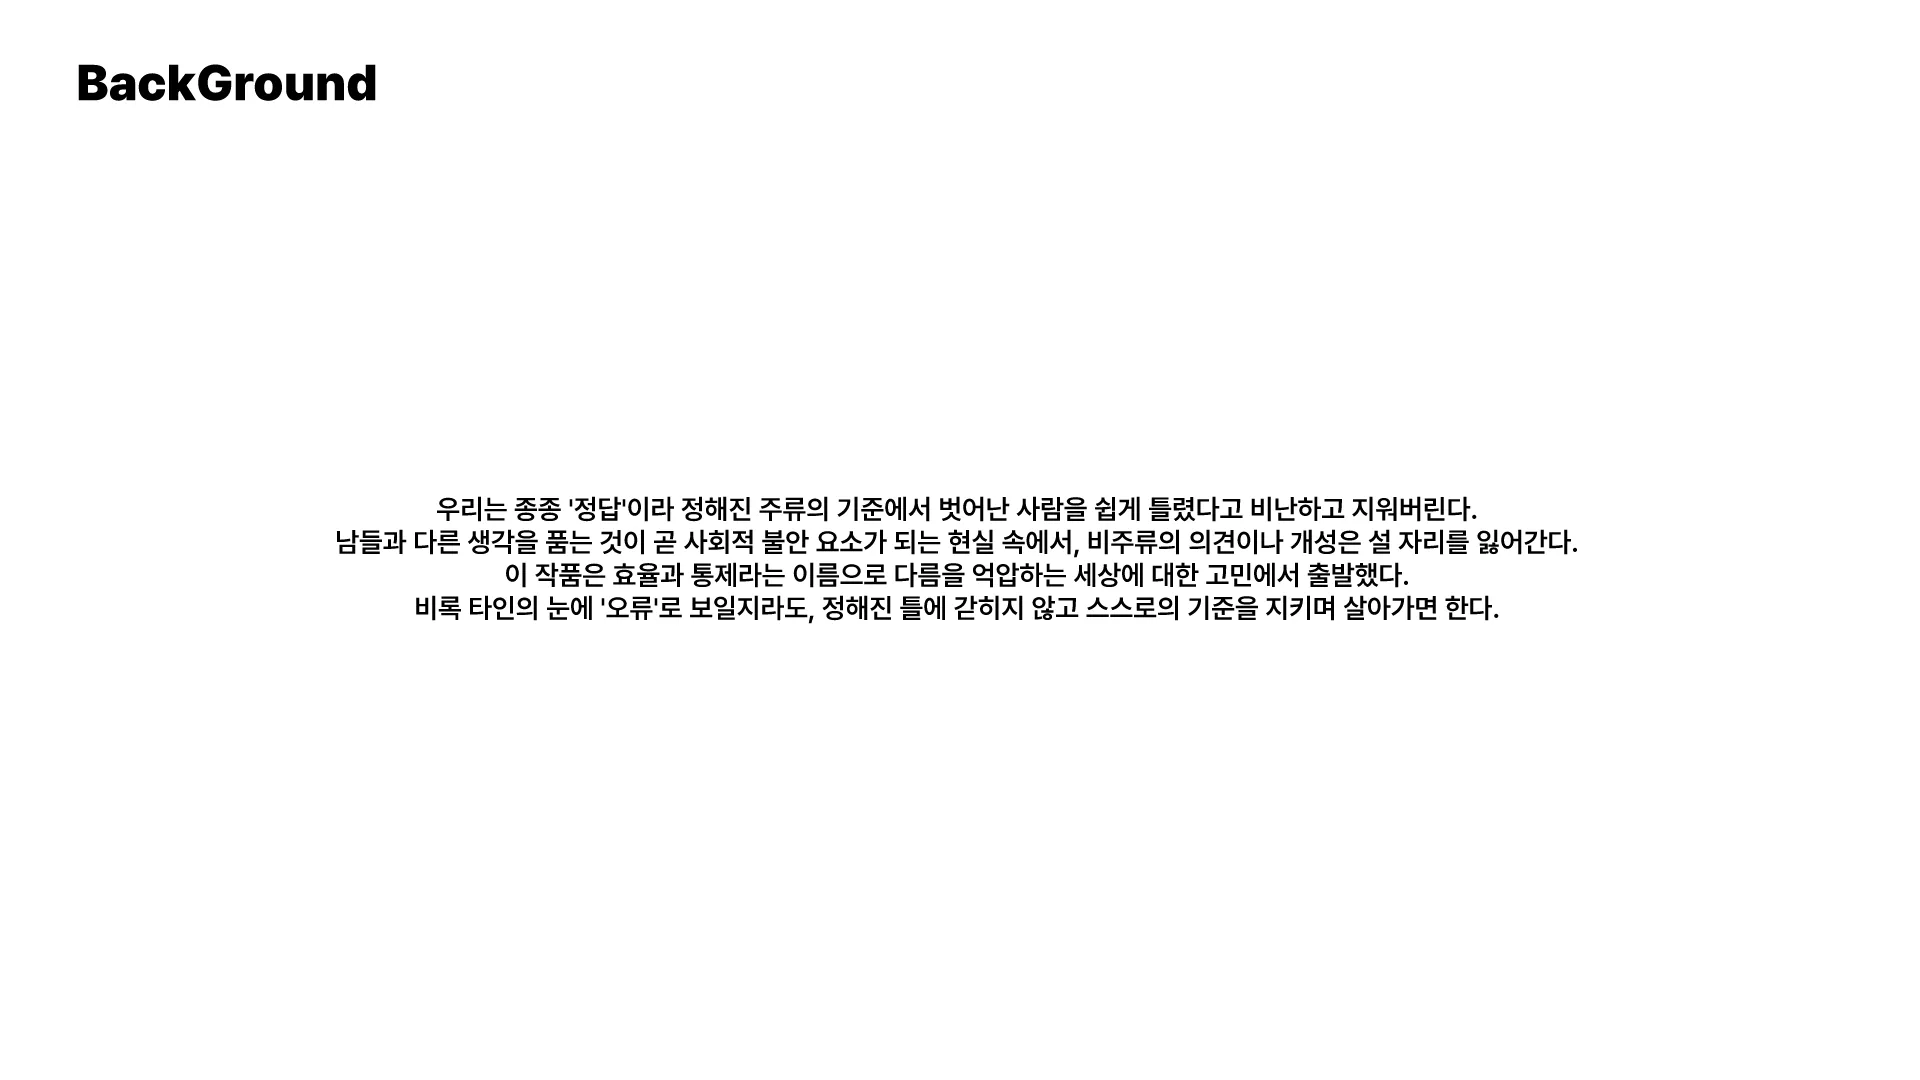 BackGround
우리는 종종 '정답'이라 정해진 주류의 기준에서 벗어난 사람을 쉽게 틀렸다고 비난하고 지워버린다.
남들과 다른 생각을 품는 것이 곧 사회적 불안 요소가 되는 현실 속에서, 비주류의 의견이나 개성은 설 자리를 잃어간다.
이 작품은 효율과 통제라는 이름으로 다름을 억압하는 세상에 대한 고민에서 출발했다.
비록 타인의 눈에 '오류'로 보일지라도, 정해진 틀에 갇히지 않고 스스로의 기준을 지키며 살아가면 한다.